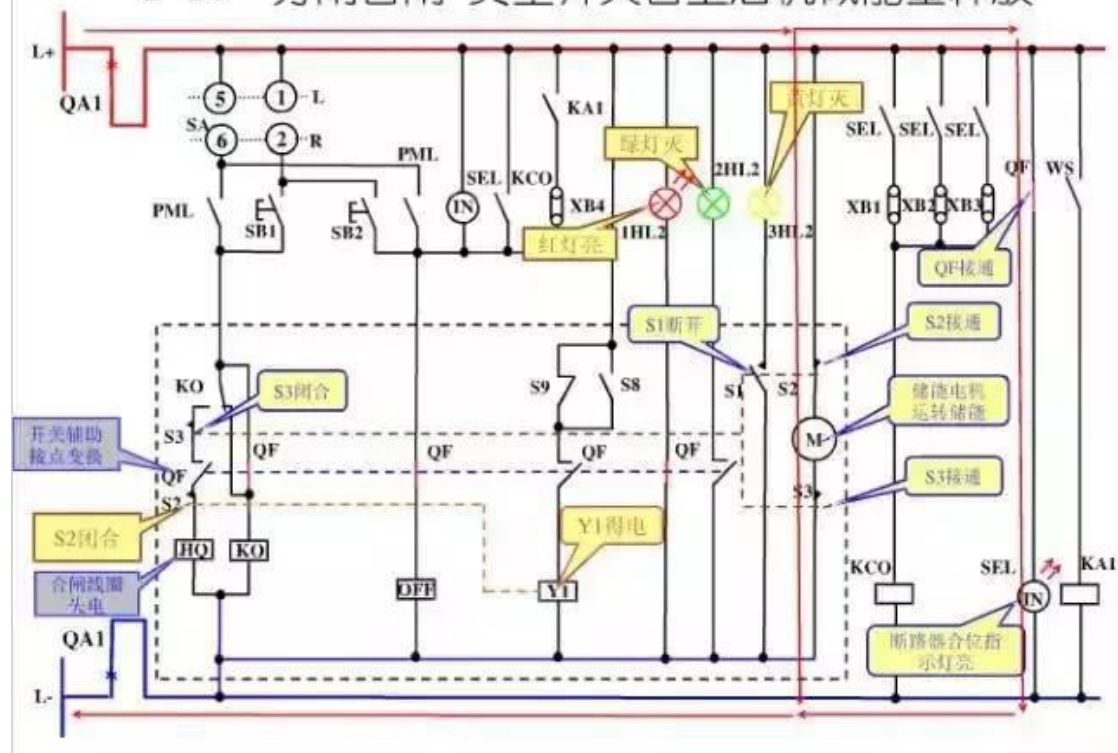 L+
QA1
5
1
L
SA
6
2
R
PML
PML
SB1
SB2
IN
SEL
KCO
KA1
XB4
绿灯灭
黄灯灭
2HL2
红灯亮
1HL2
3HL2
SEL
SEL
SEL
QF
WS
XB1
XB2
XB3
QF接通
S1断开
S2接通
KO
S3闭合
S9
S8
S1
S2
储能电机
运转储能
M
开关辅助
接点变换
S3
QF
QF
QF
QF
QF
S3
S3接通
S2
S2闭合
Y1得电
HQ
KO
OFF
Y1
合闸线圈
失电
KCO
SEL
IN
KA1
断路器合位指
示灯亮
QA1
L-